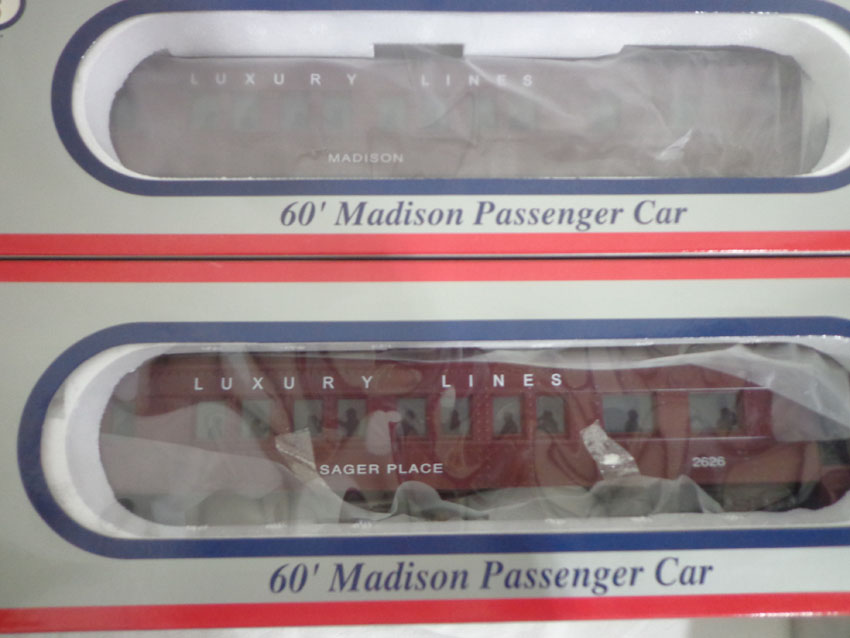 LUXURY LINES
MADISON
60' Madison Passenger Car
LUXURY LINES
SAGER PLACE
2626
60' Madison Passenger Car